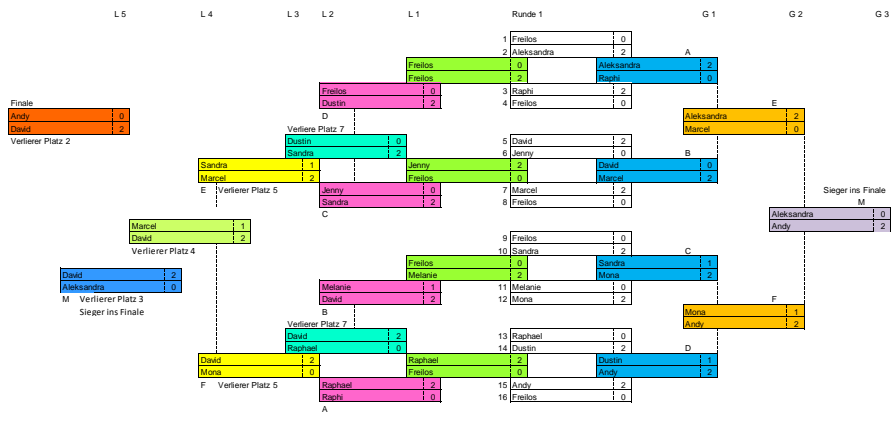 L 5 L 4 L 3 L 2 L 1 Runde 1 G 1 G 2 G 3
1 Freilos 0
2 Aleksandra 2 A
Freilos 0 Aleksandra 2
Freilos 2 Raphi 0
Freilos 0 3 Raphi 2
Finale Dustin 2 4 Freilos 0 E
Andy 0 D Aleksandra 2
David 2 Verliere Platz 7 Marcel 0
Verlierer Platz 2 Dustin 0 5 David 2
Sandra 2 6 Jenny 0 B
Sandra 1 Jenny 2 David 0
Marcel 2 Freilos 0 Marcel 2
E Verlierer Platz 5 Jenny 0 7 Marcel 2 Sieger ins Finale
Sandra 2 8 Freilos 0 M
C Aleksandra 0
Marcel 1 Andy 2
David 2 9 Freilos 0
Verlierer Platz 4 10 Sandra 2 C
Freilos 0 Sandra 1
David 2 Melanie 2 Mona 2
Aleksandra 0 Melanie 1 11 Melanie 0
M Verlierer Platz 3 David 2 12 Mona 2 F
Sieger ins Finale B Mona 1
Verlierer Platz 7 Andy 2
David 2 13 Raphael 0
Raphael 0 14 Dustin 2 D
David 2 Raphael 2 Dustin 1
Mona 0 Freilos 0 Andy 2
F Verlierer Platz 5 Raphael 2 15 Andy 2
Raphi 0 16 Freilos 0
A